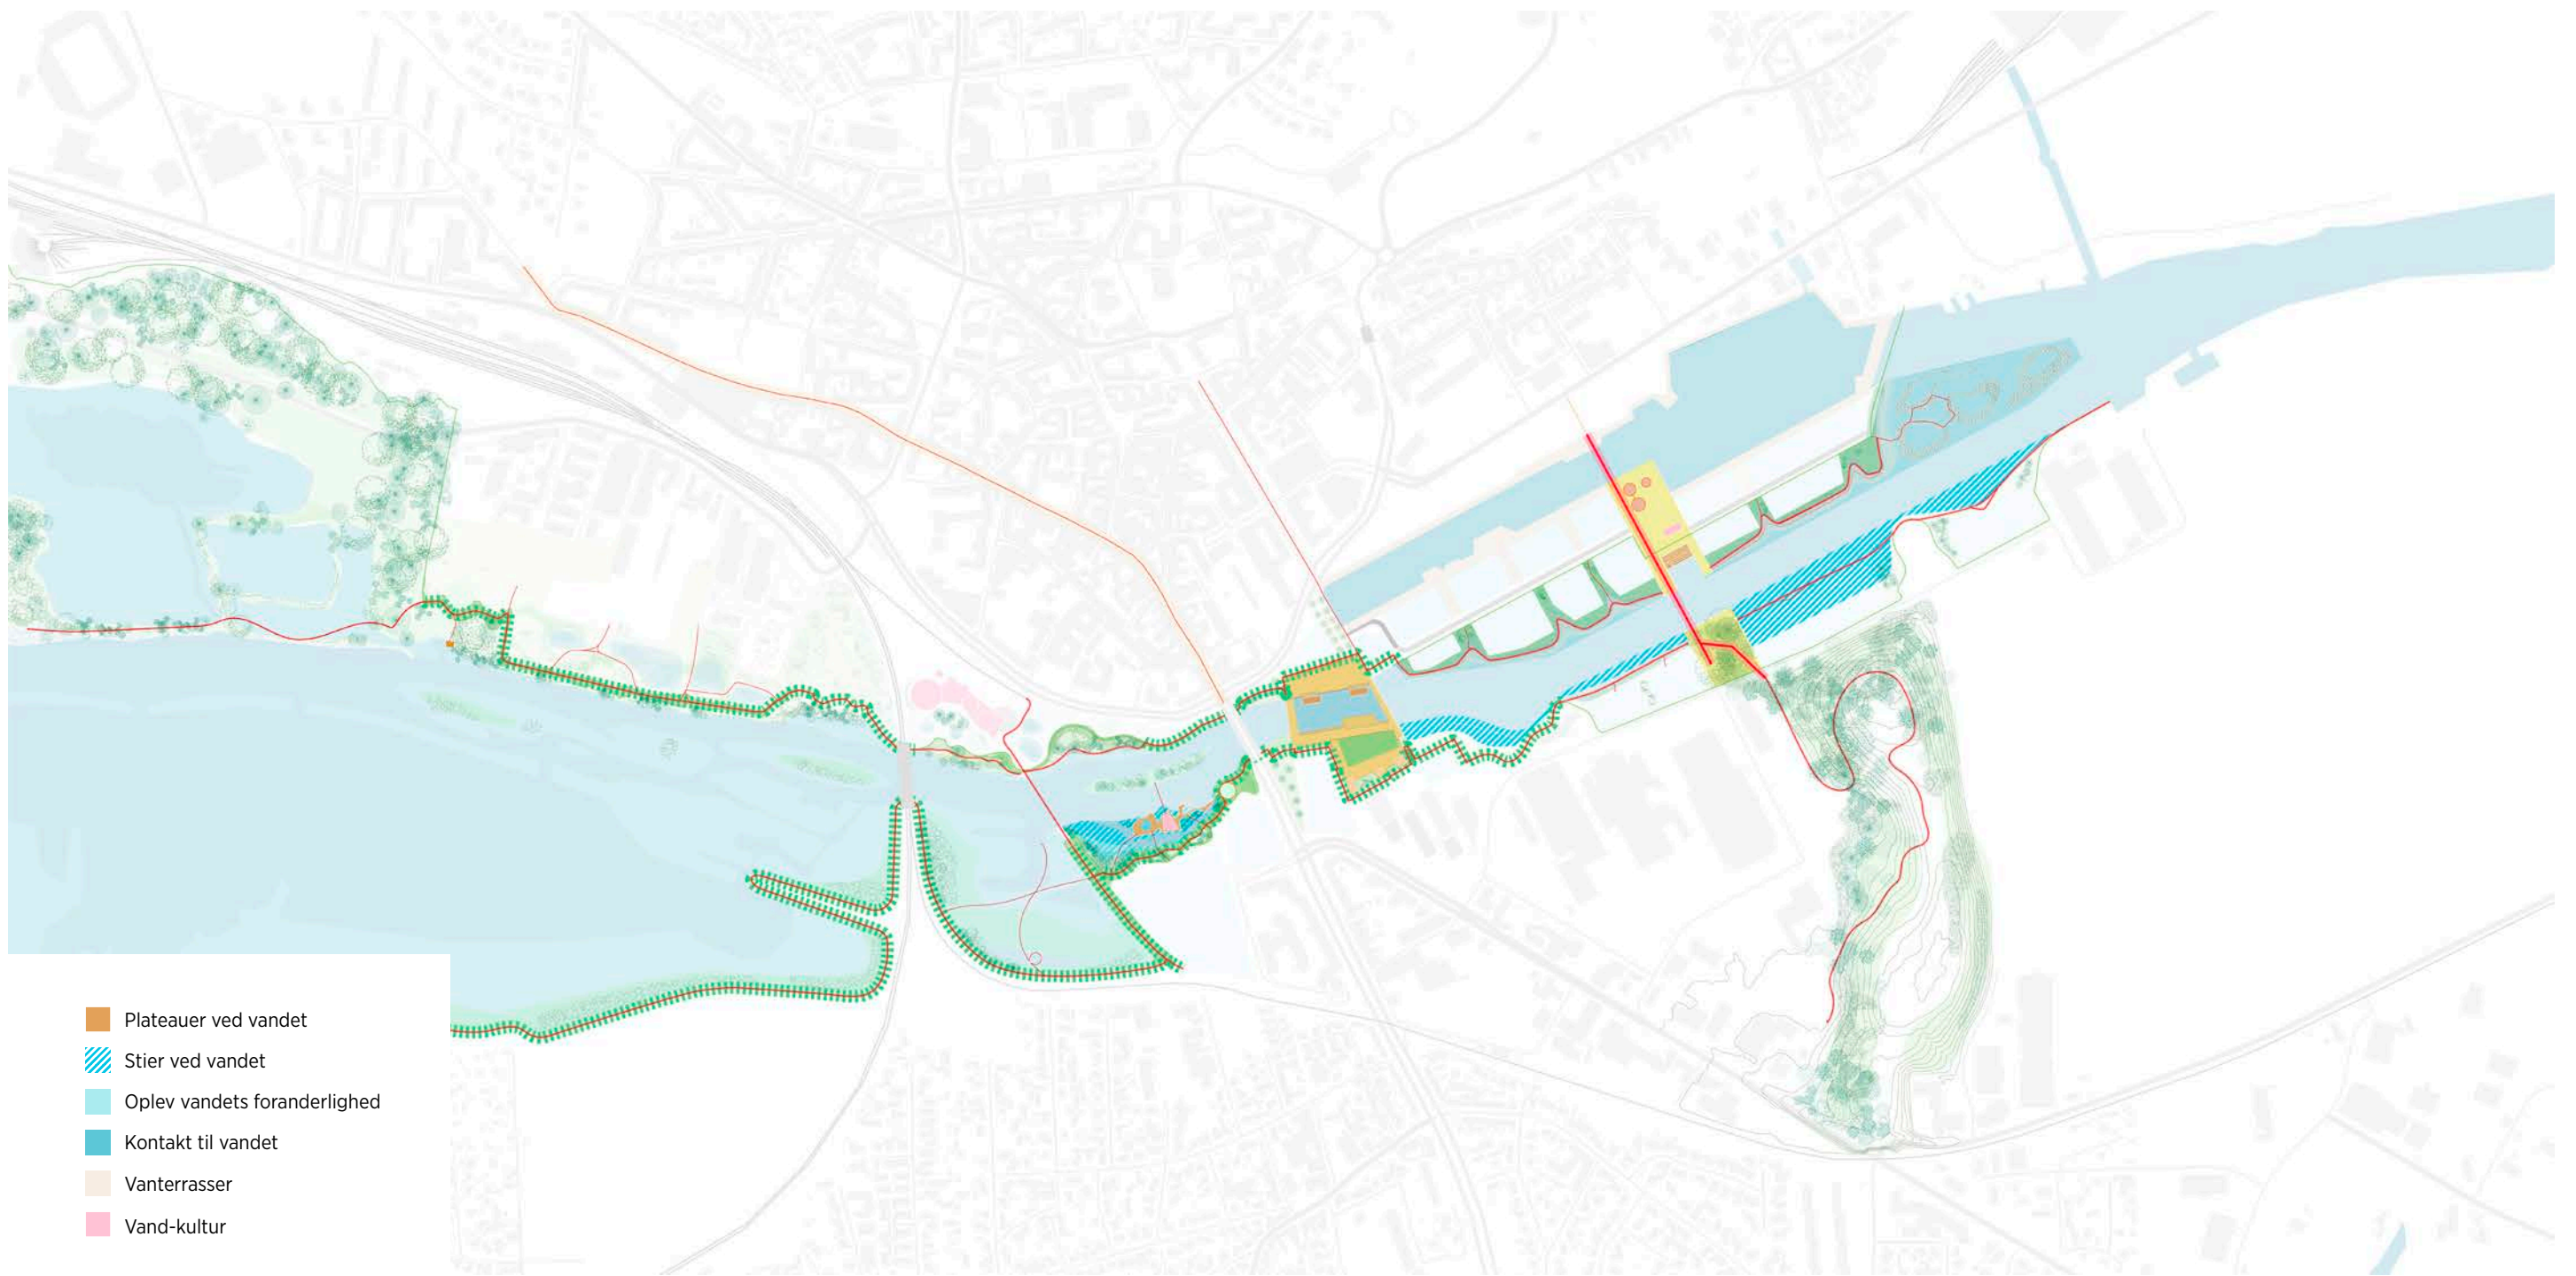 Plateauer ved vandet
Stier ved vandet
Oplev vandets foranderlighed
Kontakt til vandet
Vanterrasser
Vand-kultur